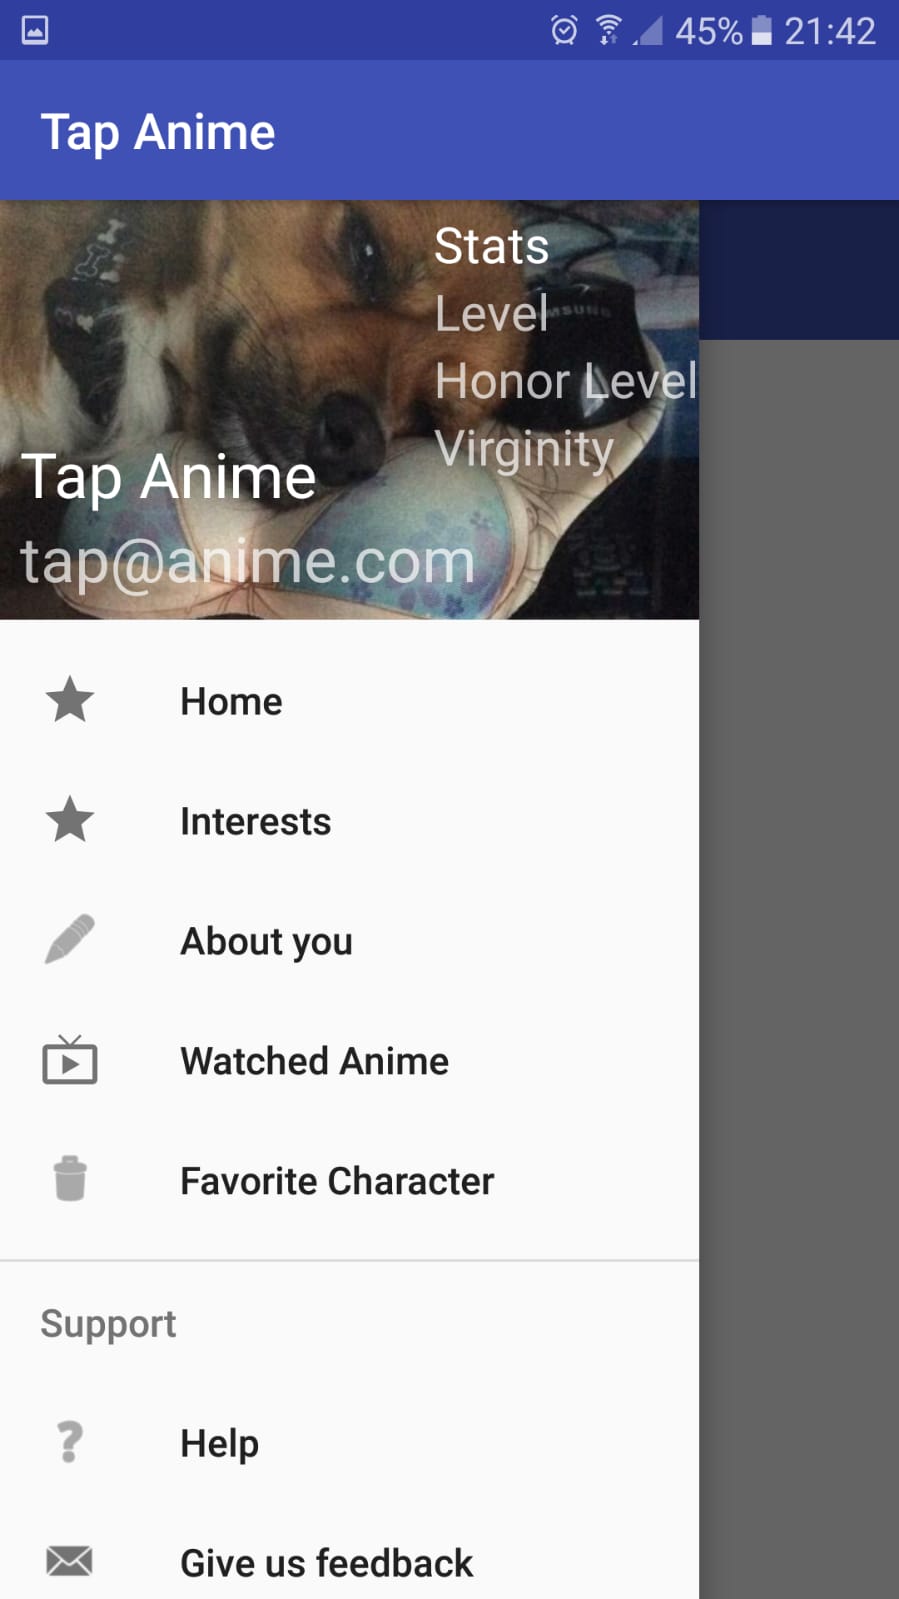 45% 21:42
Tap Anime
Stats
Level
SAMSUNG
Honor Level
Virginity
Tap Anime
tap@anime.com
Home
Interests
About you
Watched Anime
Favorite Character
Support
Help
Give us feedback